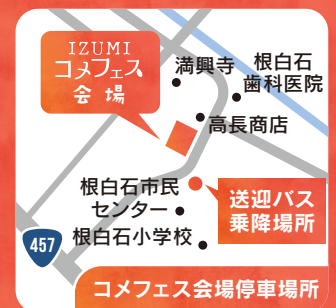 IZUMI
コメフェス
会場
満興寺
根白石
歯科医院
高長商店
根白石市民
センター
送迎バス
乗降場所
根白石小学校
457
コメフェス会場停車場所